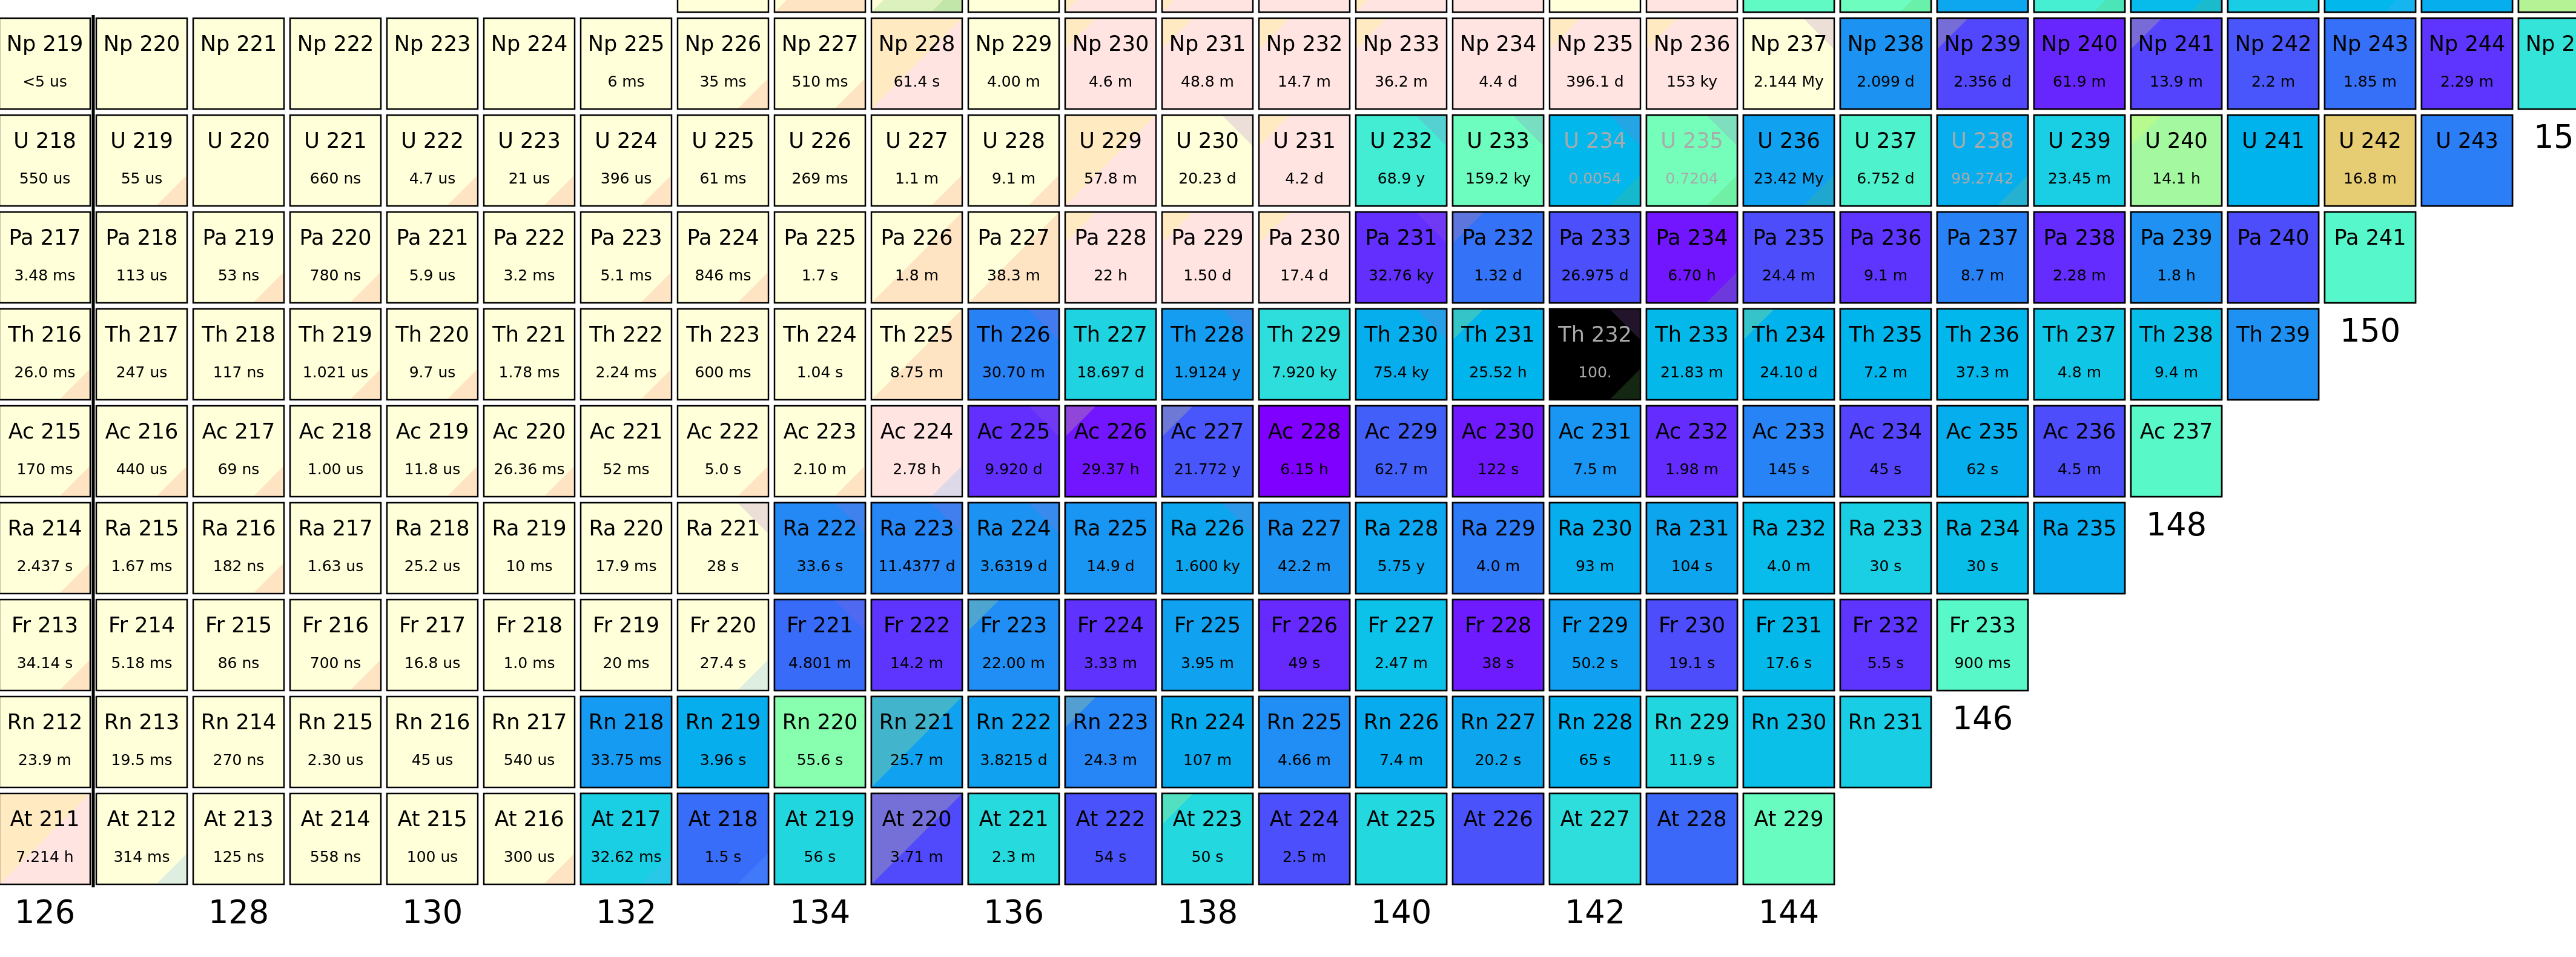 Np 219 Np 220 Np 221 Np 222 Np 223 Np 224 Np 225 Np 226 Np 227 Np 228 Np 229 Np 230 Np 231 Np 232 Np 233 Np 234 Np 235 Np 236 Np 237 Np 238 Np 239 Np 240 Np 241 Np 242 Np 243 Np 244 Np 2
<5 us 6 ms 35 ms 510 ms 61.4 s 4.00 m 4.6 m 48.8 m 14.7 m 36.2 m 4.4 d 396.1 d 153 ky 2.144 My 2.099 d 2.356 d 61.9 m 13.9 m 2.2 m 1.85 m 2.29 m
U 218 U 219 U 220 U 221 U 222 U 223 U 224 U 225 U 226 U 227 U 228 U 229 U 230 U 231 U 232 U 233 U 234 U 235 U 236 U 237 U 238 U 239 U 240 U 241 U 242 U 243 15
550 us 55 us 660 ns 4.7 us 21 us 396 us 61 ms 269 ms 1.1 m 9.1 m 57.8 m 20.23 d 4.2 d 68.9 y 159.2 ky 0.0054 0.7204 23.42 My 6.752 d 99.2742 23.45 m 14.1 h 16.8 m
Pa 217 Pa 218 Pa 219 Pa 220 Pa 221 Pa 222 Pa 223 Pa 224 Pa 225 Pa 226 Pa 227 Pa 228 Pa 229 Pa 230 Pa 231 Pa 232 Pa 233 Pa 234 Pa 235 Pa 236 Pa 237 Pa 238 Pa 239 Pa 240 Pa 241
3.48 ms 113 us 53 ns 780 ns 5.9 us 3.2 ms 5.1 ms 846 ms 1.7 s 1.8 m 38.3 m 22 h 1.50 d 17.4 d 32.76 ky 1.32 d 26.975 d 6.70 h 24.4 m 9.1 m 8.7 m 2.28 m 1.8 h
Th 216 Th 217 Th 218 Th 219 Th 220 Th 221 Th 222 Th 223 Th 224 Th 225 Th 226 Th 227 Th 228 Th 229 Th 230 Th 231 Th 232 Th 233 Th 234 Th 235 Th 236 Th 237 Th 238 Th 239 150
26.0 ms 247 us 117 ns 1.021 us 9.7 us 1.78 ms 2.24 ms 600 ms 1.04 s 8.75 m 30.70 m 18.697 d 1.9124 y 7.920 ky 75.4 ky 25.52 h 100. 21.83 m 24.10 d 7.2 m 37.3 m 4.8 m 9.4 m
Ac 215 Ac 216 Ac 217 Ac 218 Ac 219 Ac 220 Ac 221 Ac 222 Ac 223 Ac 224 Ac 225 Ac 226 Ac 227 Ac 228 Ac 229 Ac 230 Ac 231 Ac 232 Ac 233 Ac 234 Ac 235 Ac 236 Ac 237
170 ms 440 us 69 ns 1.00 us 11.8 us 26.36 ms 52 ms 5.0 s 2.10 m 2.78 h 9.920 d 29.37 h 21.772 y 6.15 h 62.7 m 122 s 7.5 m 1.98 m 145 s 45 s 62 s 4.5 m
Ra 214 Ra 215 Ra 216 Ra 217 Ra 218 Ra 219 Ra 220 Ra 221 Ra 222 Ra 223 Ra 224 Ra 225 Ra 226 Ra 227 Ra 228 Ra 229 Ra 230 Ra 231 Ra 232 Ra 233 Ra 234 Ra 235 148
2.437 s 1.67 ms 182 ns 1.63 us 25.2 us 10 ms 17.9 ms 28 s 33.6 s 11.4377 d 3.6319 d 14.9 d 1.600 ky 42.2 m 5.75 y 4.0 m 93 m 104 s 4.0 m 30 s 30 s
Fr 213 Fr 214 Fr 215 Fr 216 Fr 217 Fr 218 Fr 219 Fr 220 Fr 221 Fr 222 Fr 223 Fr 224 Fr 225 Fr 226 Fr 227 Fr 228 Fr 229 Fr 230 Fr 231 Fr 232 Fr 233
34.14 s 5.18 ms 86 ns 700 ns 16.8 us 1.0 ms 20 ms 27.4 s 4.801 m 14.2 m 22.00 m 3.33 m 3.95 m 49 s 2.47 m 38 s 50.2 s 19.1 s 17.6 s 5.5 s 900 ms
Rn 212 Rn 213 Rn 214 Rn 215 Rn 216 Rn 217 Rn 218 Rn 219 Rn 220 Rn 221 Rn 222 Rn 223 Rn 224 Rn 225 Rn 226 Rn 227 Rn 228 Rn 229 Rn 230 Rn 231 146
23.9 m 19.5 ms 270 ns 2.30 us 45 us 540 us 33.75 ms 3.96 s 55.6 s 25.7 m 3.8215 d 24.3 m 107 m 4.66 m 7.4 m 20.2 s 65 s 11.9 s
At 211 At 212 At 213 At 214 At 215 At 216 At 217 At 218 At 219 At 220 At 221 At 222 At 223 At 224 At 225 At 226 At 227 At 228 At 229
7.214 h 314 ms 125 ns 558 ns 100 us 300 us 32.62 ms 1.5 s 56 s 3.71 m 2.3 m 54 s 50 s 2.5 m
126 128 130 132 134 136 138 140 142 144